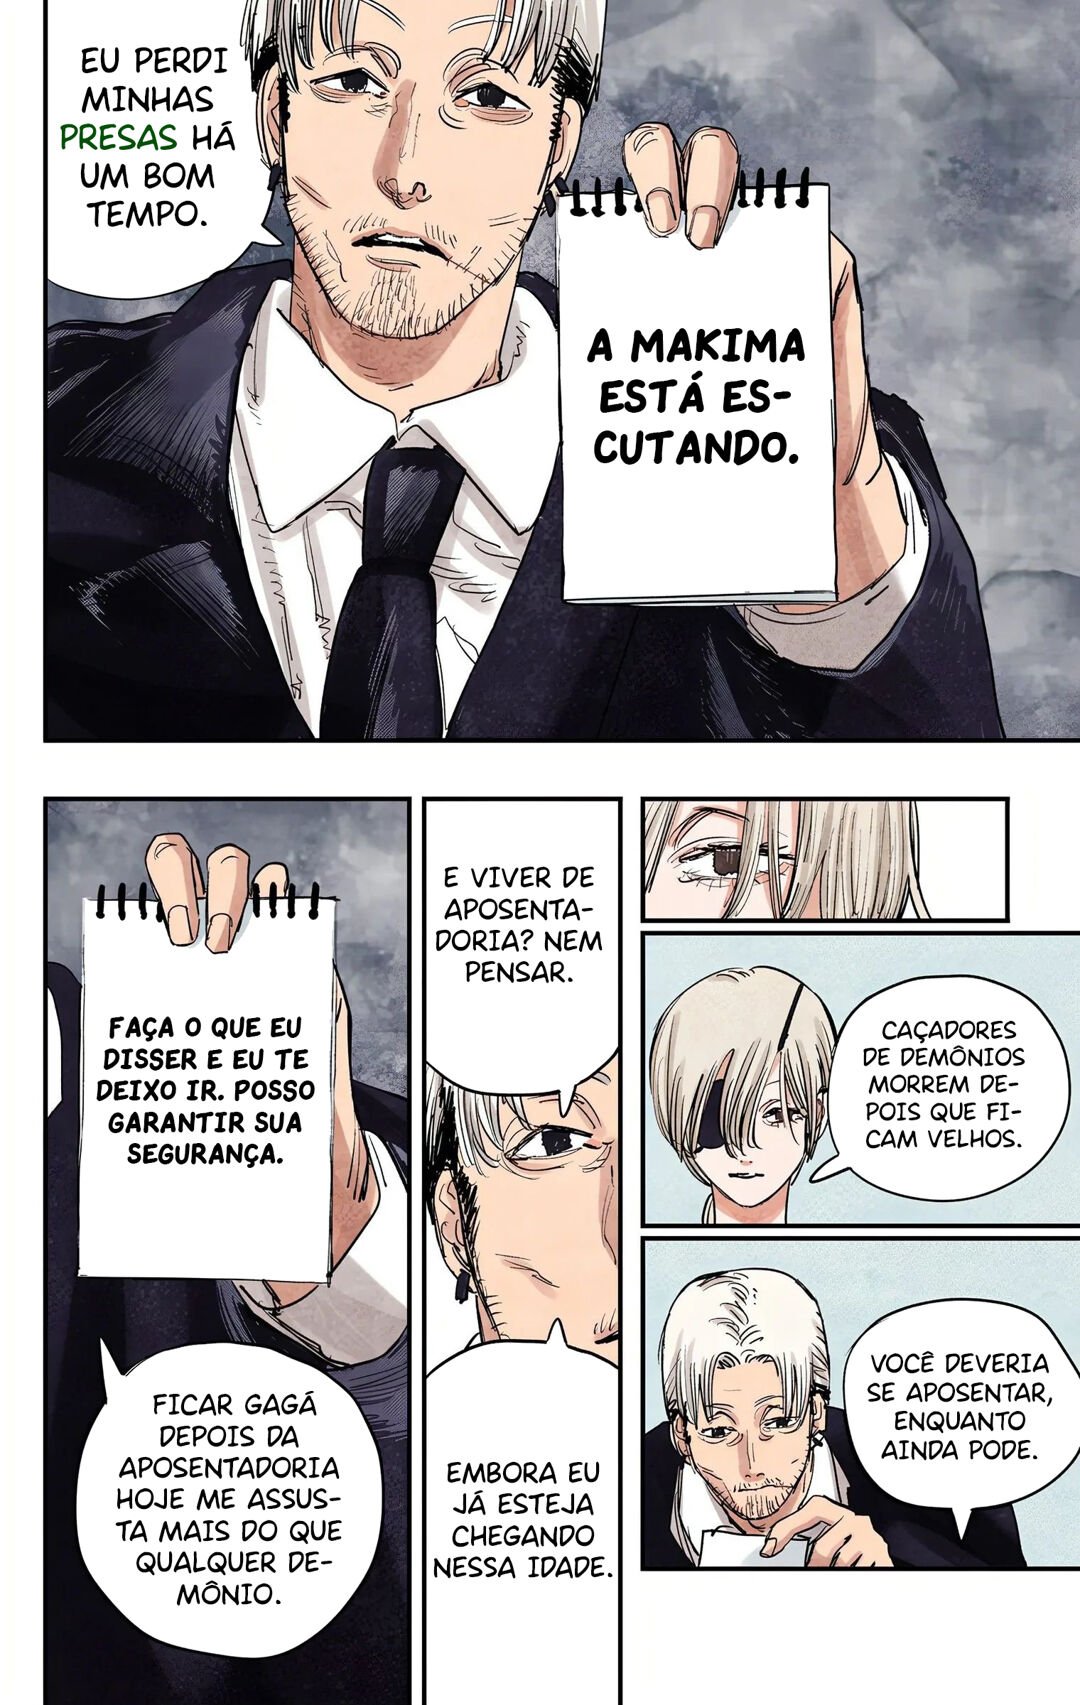 EU PERDI
MINHAS
PRESAS HÁ
UM BOM
TEMPO.
A MAKIMA
ESTÁ ES-
CUTANDO.
CAÇADORES
DE DEMÔNIOS
MORREM DE-
POIS QUE FI-
CAM VELHOS.
VOCÊ DEVERIA
SE APOSENTAR,
ENQUANTO
AINDA PODE.
E VIVER DE
APOSENTA-
DORIA? NEM
PENSAR.
EMBORA EU
JÁ ESTEJA
CHEGANDO
NESSA IDADE.
FAÇA O QUE EU
DISSER E EU TE
DEIXO IR. POSSO
GARANTIR SUA
SEGURANÇA.
FICAR GAGÁ
DEPOIS DA
APOSENTADORIA
HOJE ME ASSUS-
TA MAIS DO QUE
QUALQUER DE-
MÔNIO.